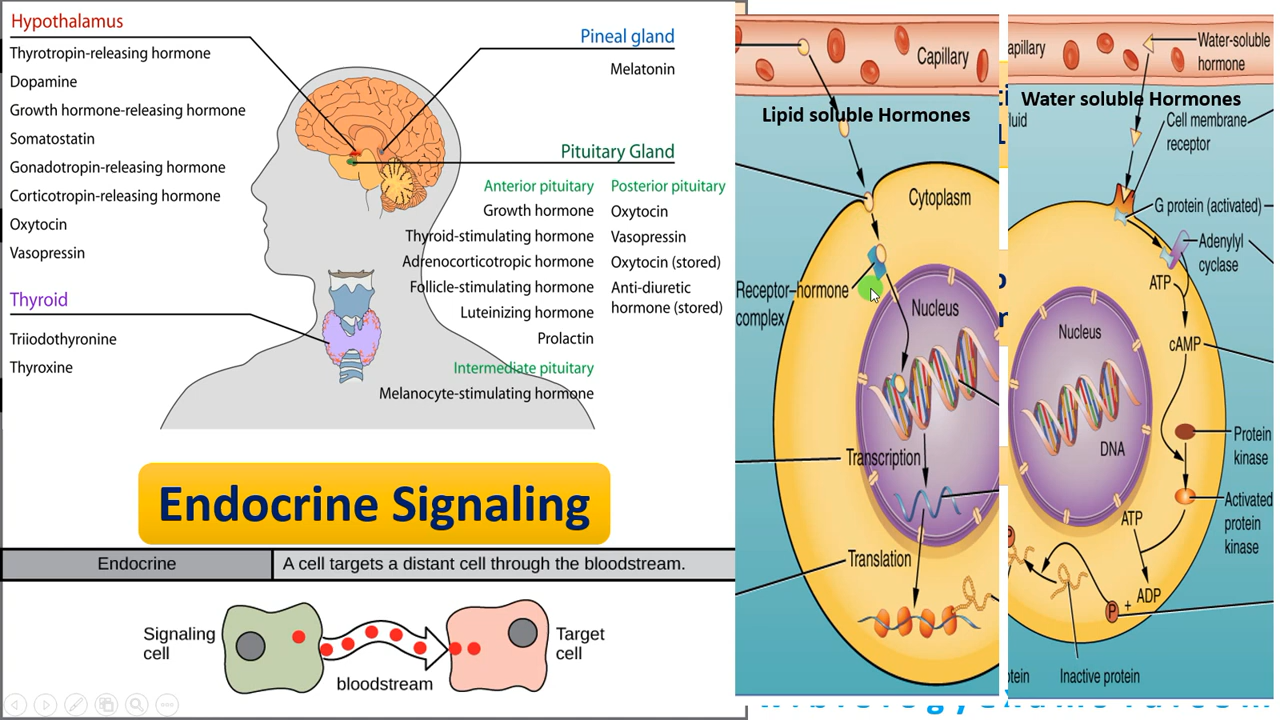 Hypothalamus
Thyrotropin-releasing hormone
Dopamine
Growth hormone-releasing hormone
Somatostatin
Gonadotropin-releasing hormone
Corticotropin-releasing hormone
Oxytocin
Vasopressin
Thyroid
Triiodothyronine
Thyroxine
Pineal gland
Melatonin
Pituitary Gland
Anterior pituitary
Growth hormone
Thyroid-stimulating hormone
Adrenocorticotropic hormone
Follicle-stimulating hormone
Luteinizing hormone
Prolactin
Intermediate pituitary
Melanocyte-stimulating hormone
Posterior pituitary
Oxytocin
Vasopressin
Oxytocin (stored)
Anti-diuretic
hormone (stored)
Endocrine Signaling
Endocrine
A cell targets a distant cell through the bloodstream.
Signaling
cell
bloodstream
Target
cell
Capillary
Lipid soluble Hormones
Cytoplasm
Receptor–hormone
complex
Nucleus
Transcription
Translation
apillary
Water-soluble
hormone
Water soluble Hormones
luid
Cell membrane
receptor
G protein (activated)
Adenylyl
cyclase
ATP
Nucleus
cAMP
DNA
Protein
kinase
Activated
protein
kinase
ATP
ADP
P
+
P
otein
Inactive protein